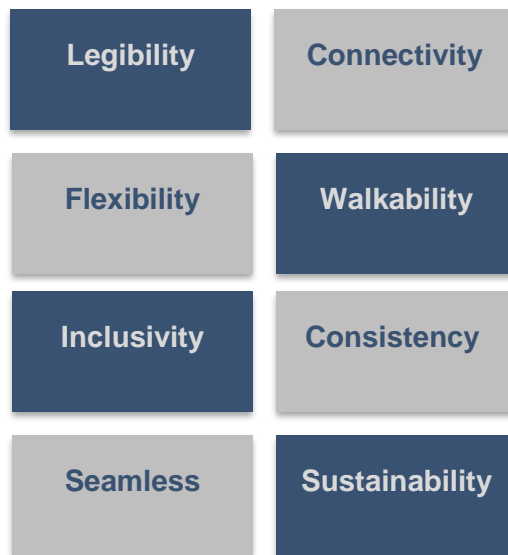 Legibility
Connectivity
Flexibility
Walkability
Inclusivity
Consistency
Seamless
Sustainability